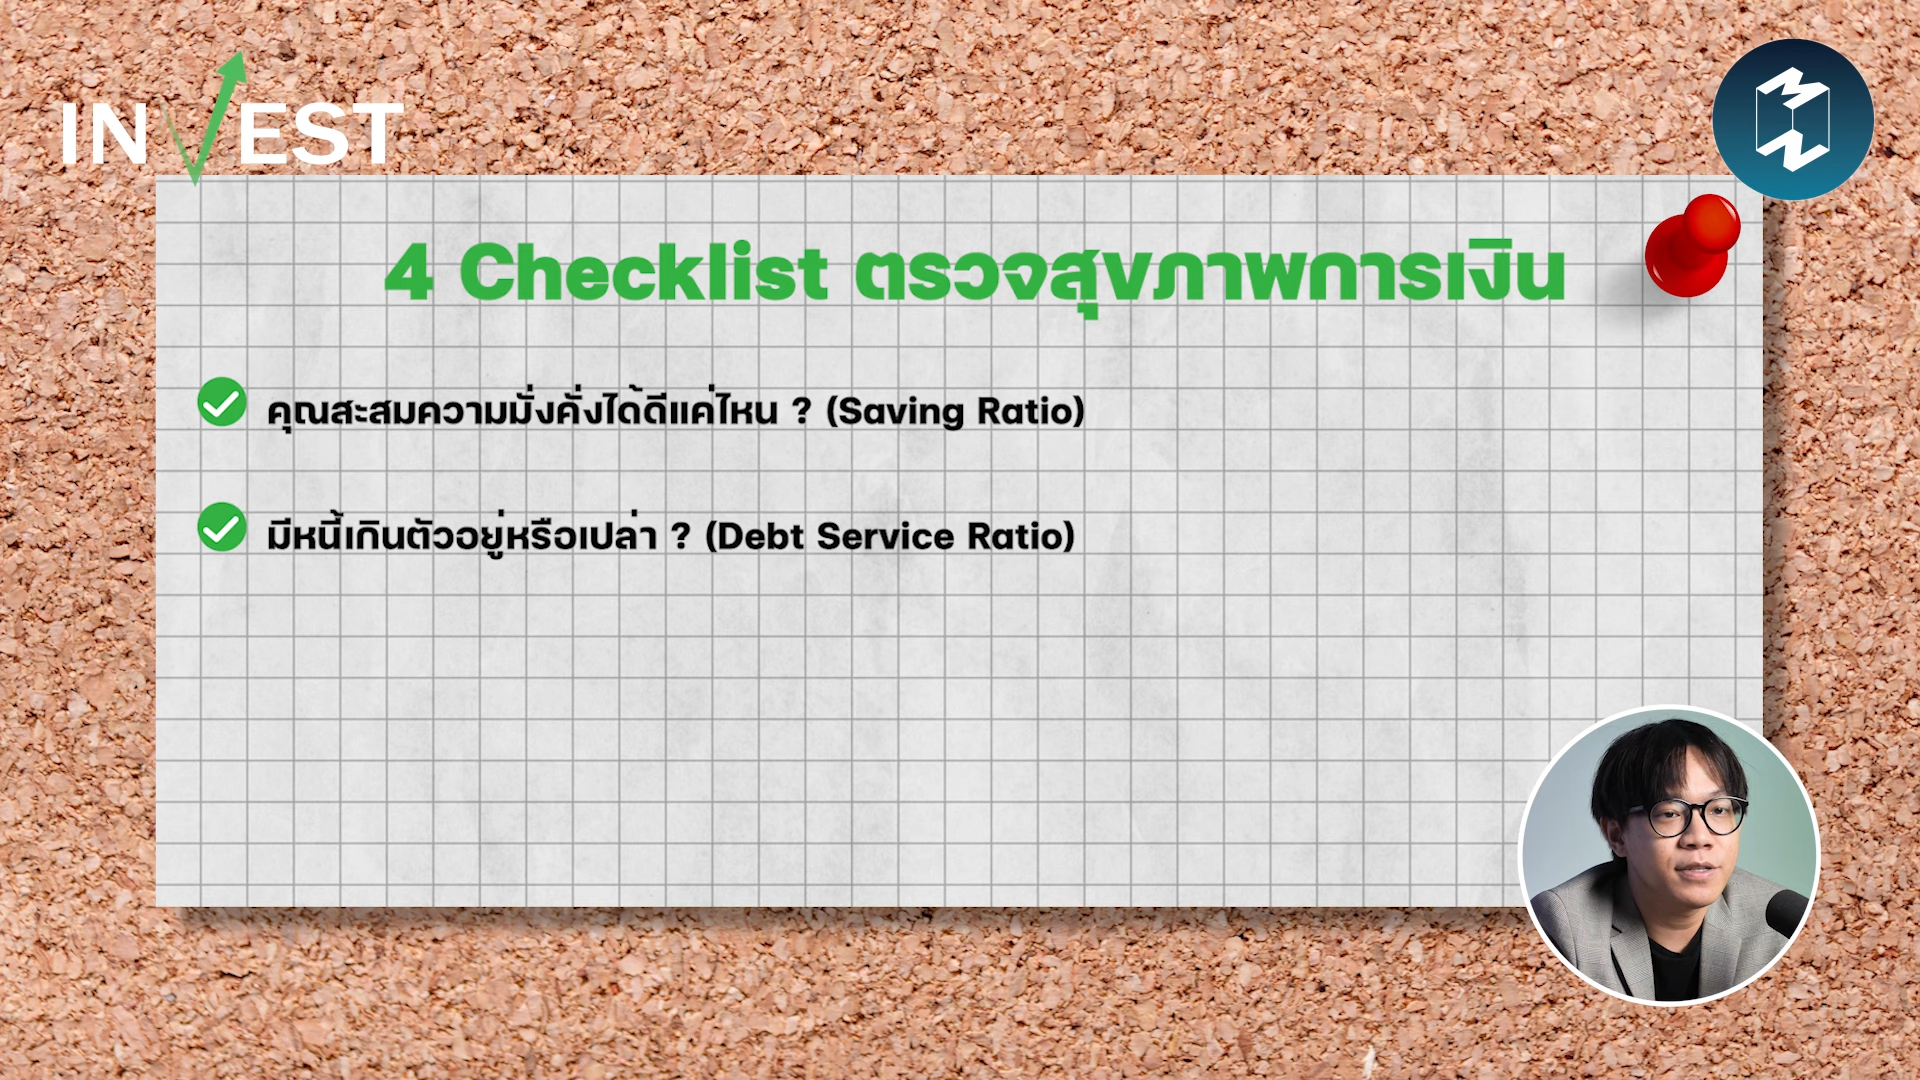 INVEST
4 Checklist ตรวจสุขภาพการเงิน
คุณสะสมความมั่งคั่งได้ดีแค่ไหน ? (Saving Ratio)
มีหนี้เกินตัวอยู่หรือเปล่า ? (Debt Service Ratio)